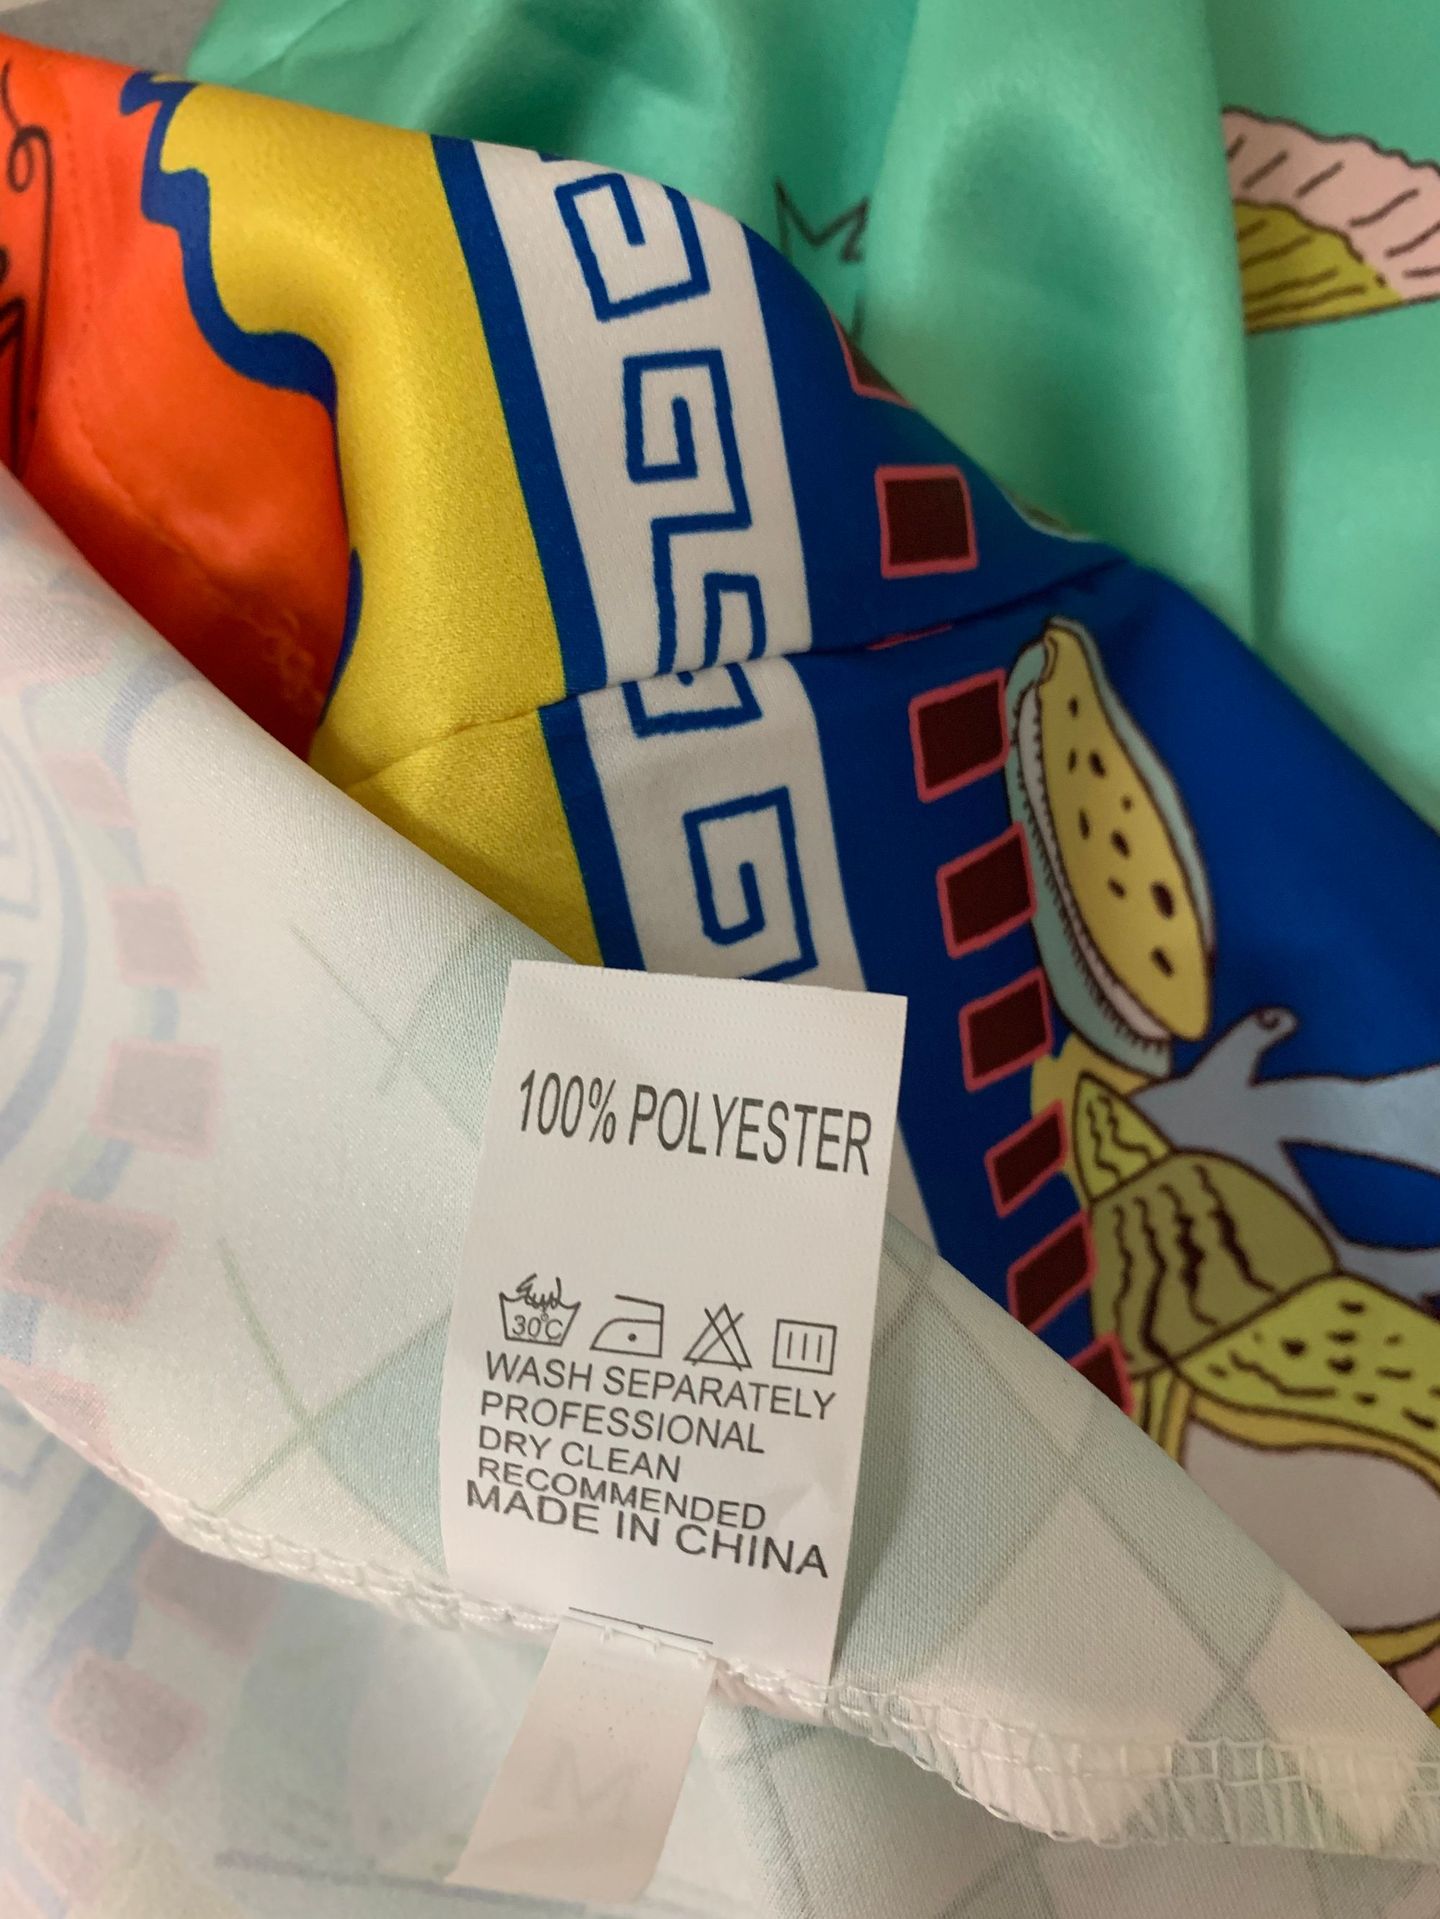 100% POLYESTER
30°C
WASH SEPARATELY
PROFESSIONAL
DRY CLEAN
RECOMMENDED
MADE IN CHINA
M